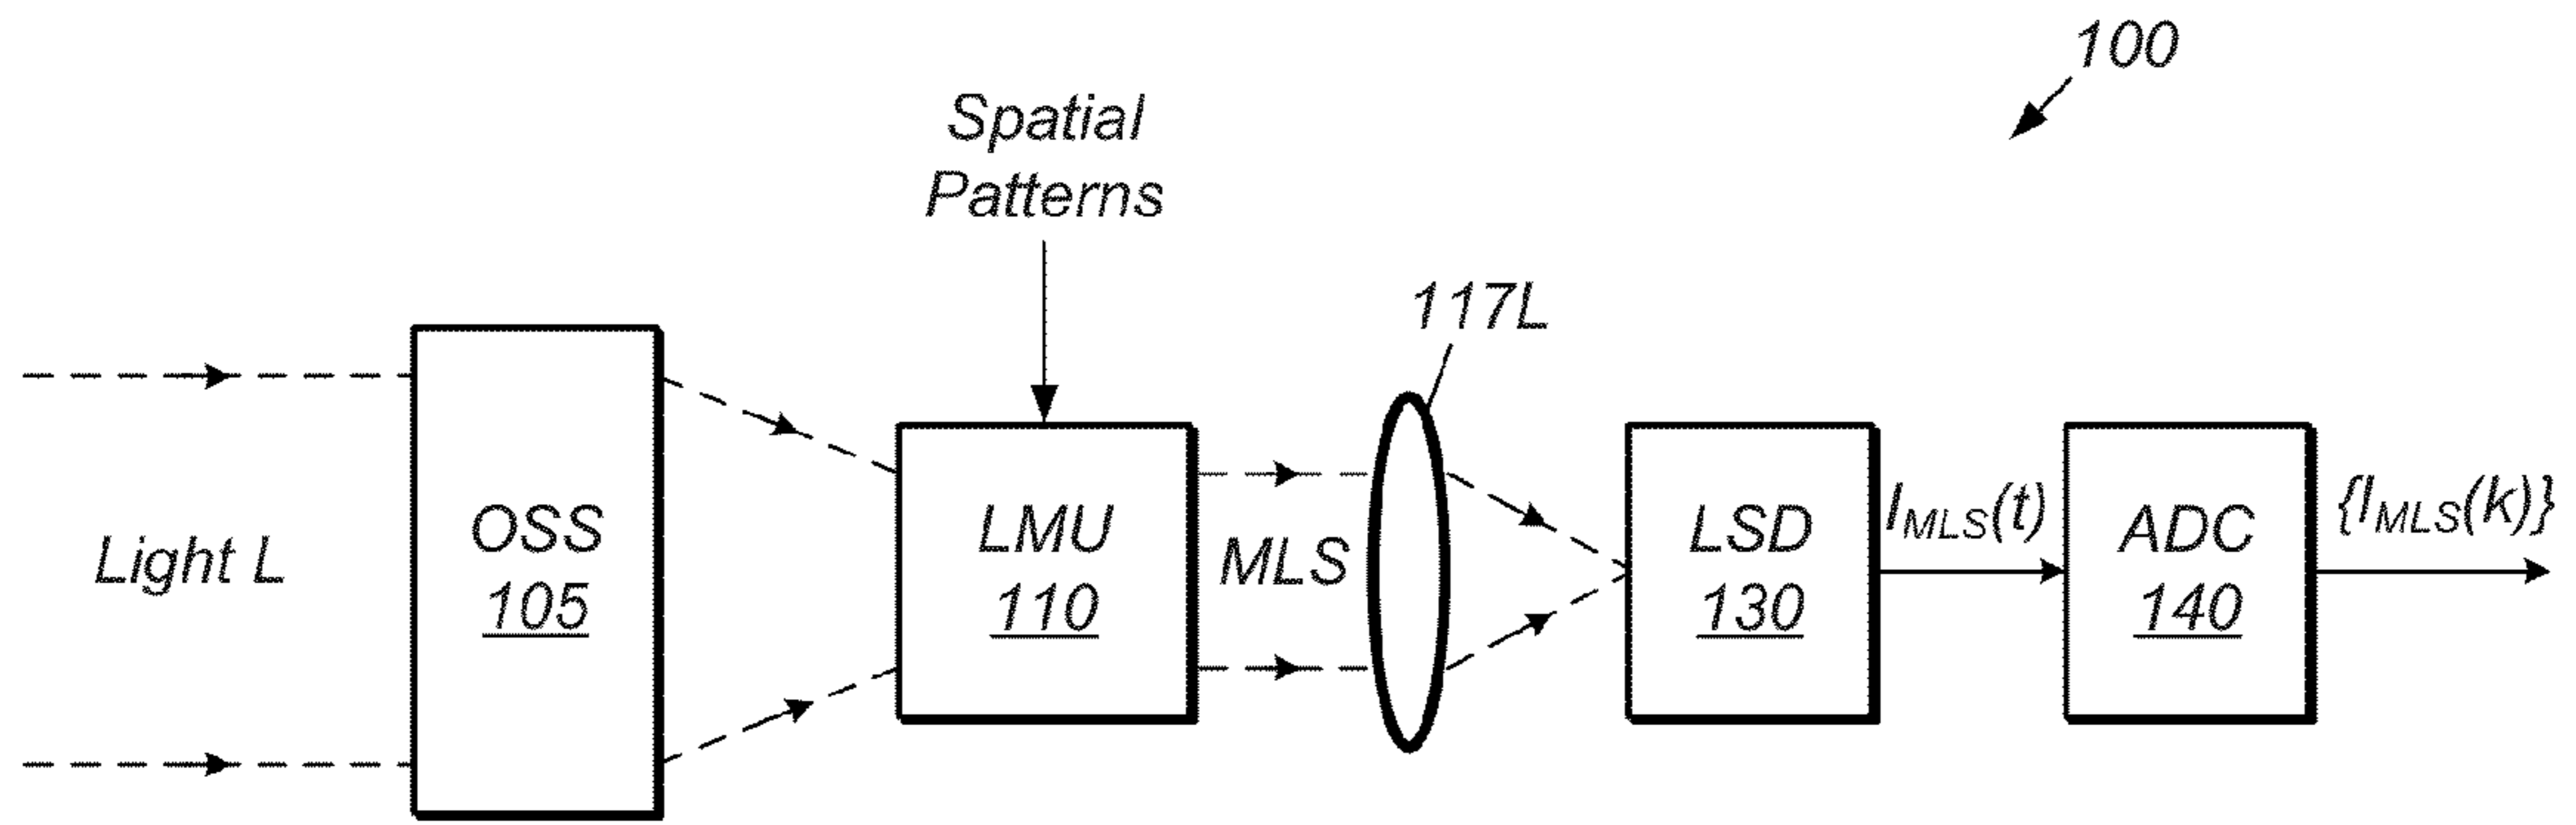 100
Spatial
Patterns
117L
Light L
OSS
105
LMU
110
MLS
LSD
130
I_MLS(t)
ADC
140
{I_MLS(k)}